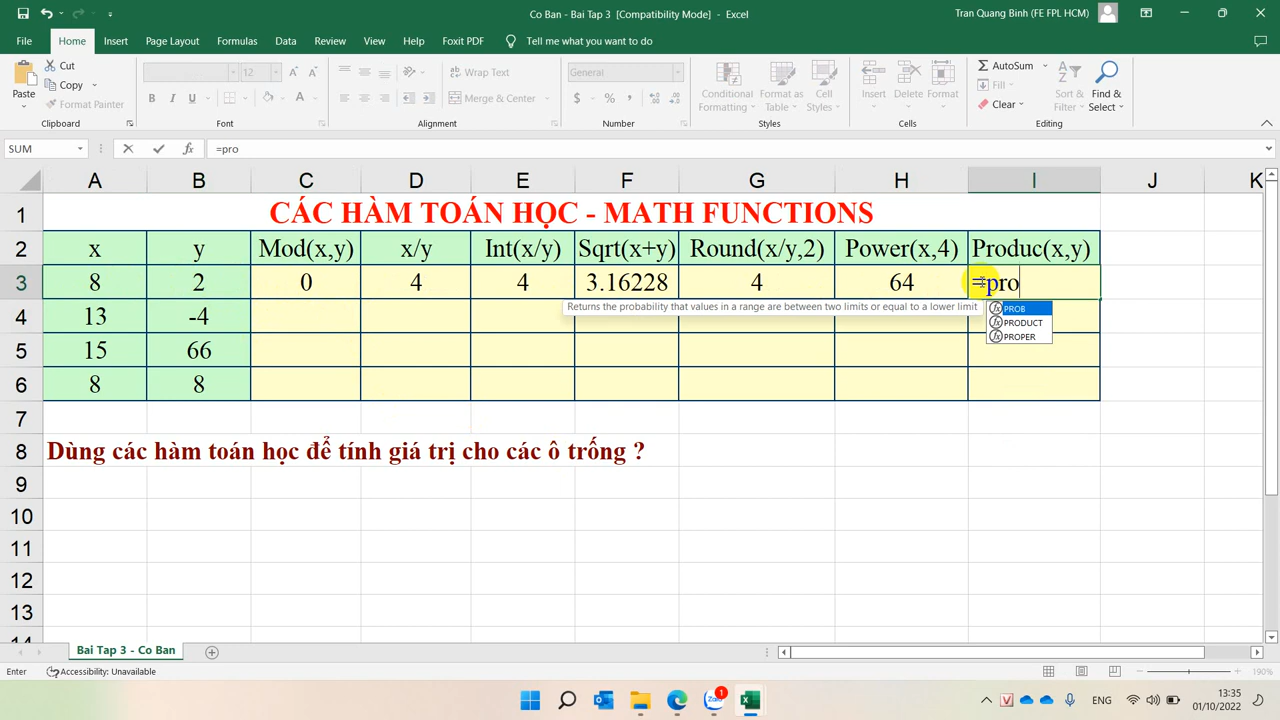 Co Ban - Bai Tap 3 [Compatibility Mode] - Excel
Tran Quang Binh (FE FPL HCM)
File Home Insert Page Layout Formulas Data Review View Help Foxit PDF Tell me what you want to do
Paste
Cut
Copy
Format Painter
Clipboard
12
B I U
Font
Wrap Text
Merge & Center
Alignment
General
$ % ,
Number
Conditional Formatting
Format as Table
Cell Styles
Styles
Insert Delete Format
Cells
AutoSum
Fill
Clear
Sort & Filter
Find & Select
Editing
SUM
fx
=pro
A B C D E F G H I J K
1 CÁC HÀM TOÁN HỌC - MATH FUNCTIONS
2 x y Mod(x,y) x/y Int(x/y) Sqrt(x+y) Round(x/y,2) Power(x,4) Produc(x,y)
3 8 2 0 4 4 3.16228 4 64 =pro
Returns the probability that values in a range are between two limits or equal to a lower limit
PROB
PRODUCT
PROPER
4 13 -4
5 15 66
6 8 8
7
8 Dùng các hàm toán học để tính giá trị cho các ô trống ?
9
10
11
12
13
14
Bai Tap 3 - Co Ban
Enter Accessibility: Unavailable 190%
Zalo 1
ENG
13:35
01/10/2022